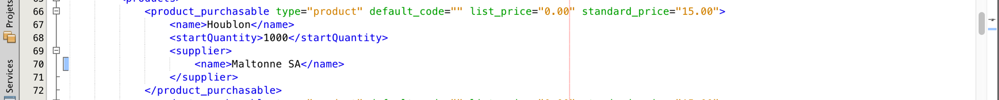 Projets
Services
<products>
66 <product_purchasable type="product" default_code="" list_price="0.00" standard_price="15.00">
67 <name>Houblon</name>
68 <startQuantity>1000</startQuantity>
69 <supplier>
70 <name>Maltonne SA</name>
71 </supplier>
72 </product_purchasable>